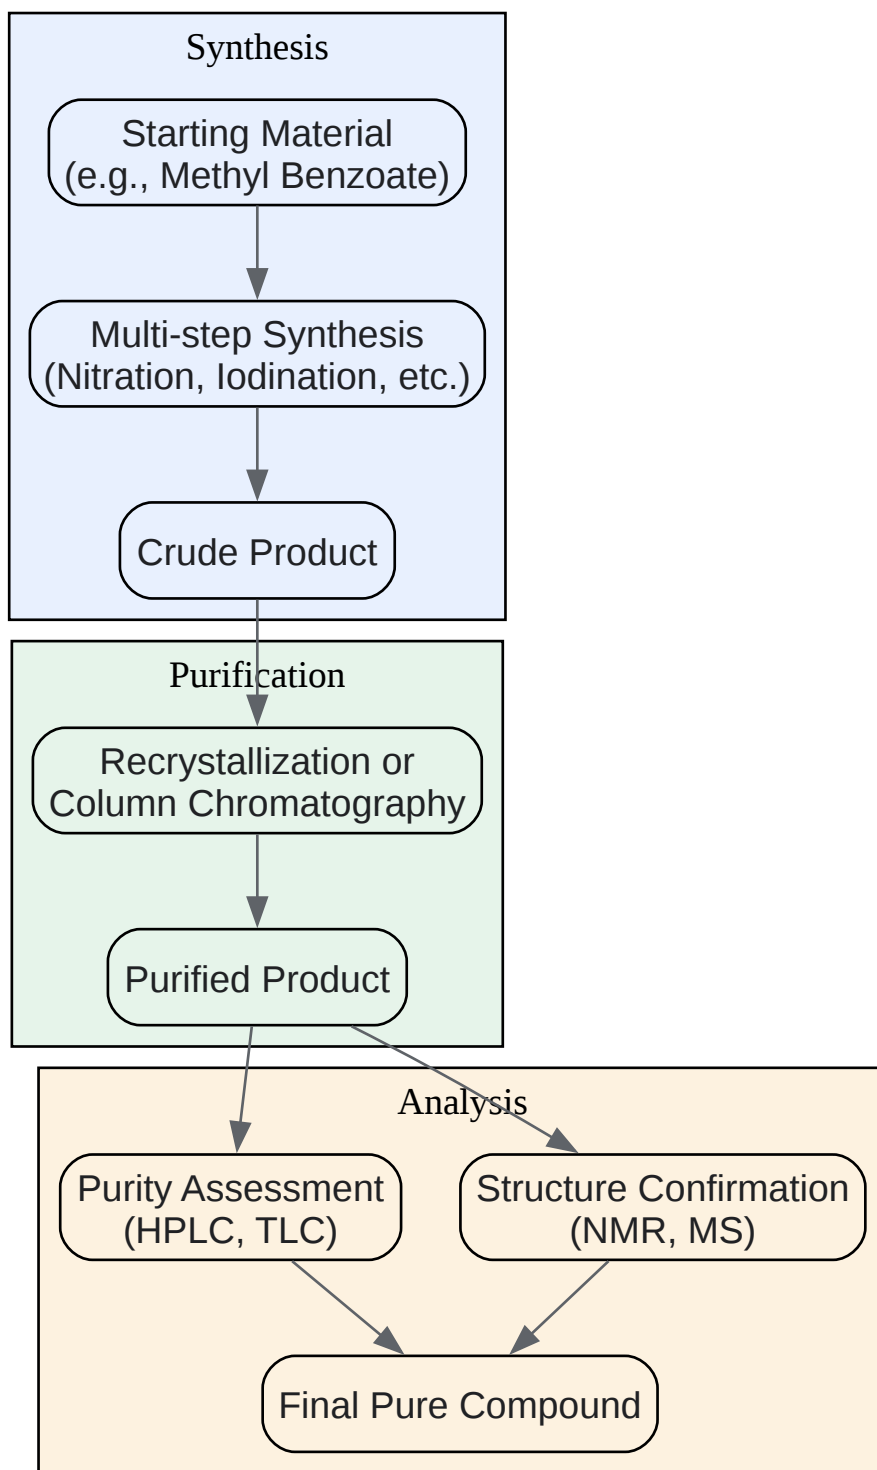 Synthesis
Starting Material
(e.g., Methyl Benzoate)
Multi-step Synthesis
(Nitration, Iodination, etc.)
Crude Product
Purification
Recrystallization or
Column Chromatography
Purified Product
Analysis
Purity Assessment
(HPLC, TLC)
Structure Confirmation
(NMR, MS)
Final Pure Compound